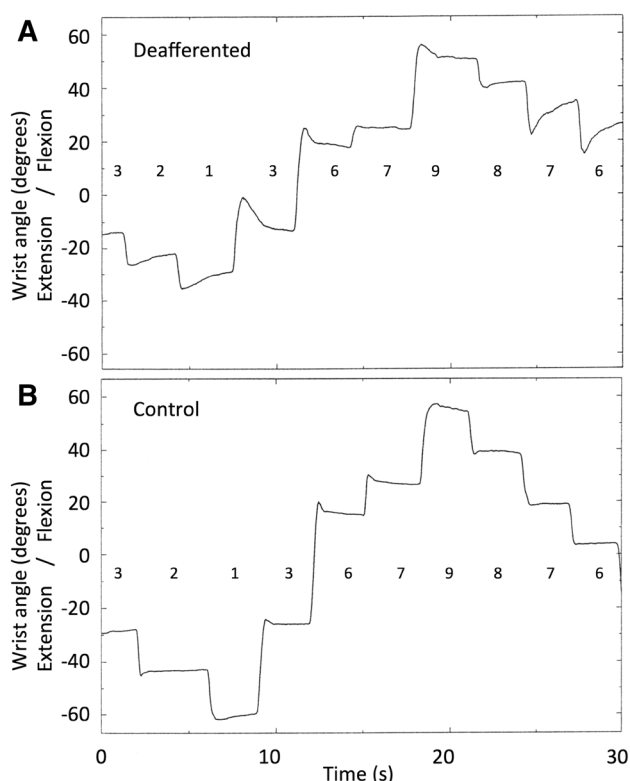 A
Deafferented
Wrist angle (degrees)
Extension / Flexion
60
40
20
0
-20
-40
-60
3 2 1 3 6 7 9 8 7 6
B
Control
Wrist angle (degrees)
Extension / Flexion
60
40
20
0
-20
-40
-60
3 2 1 3 6 7 9 8 7 6
0 10 20 30
Time (s)